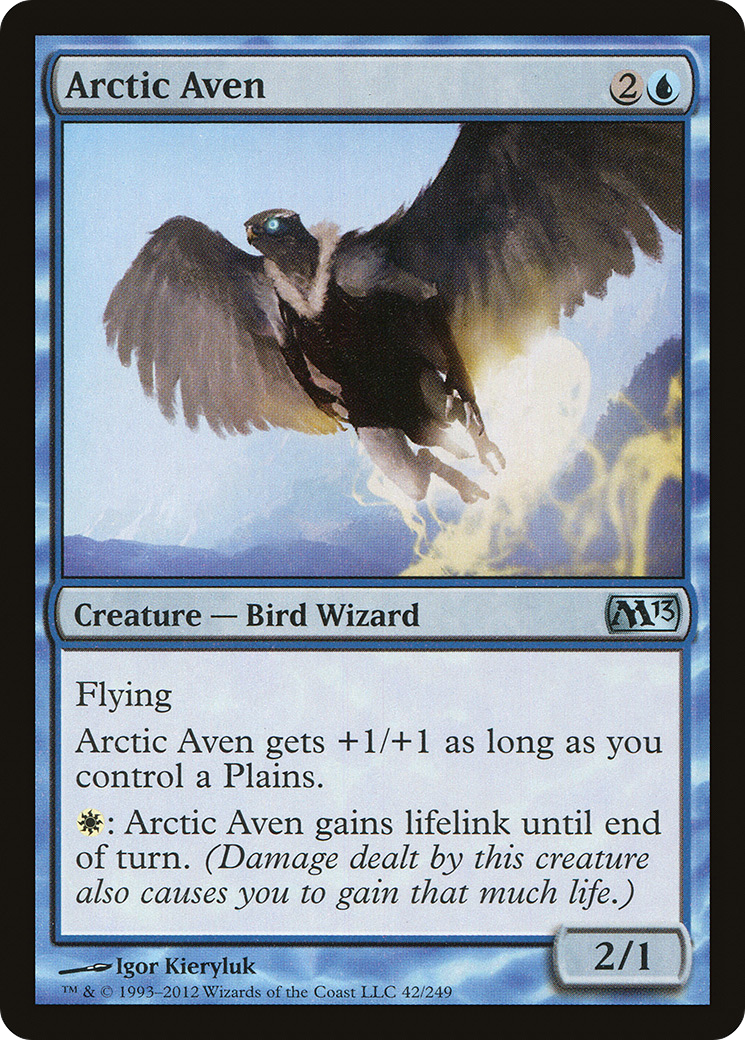 Arctic Aven 2
Creature — Bird Wizard M13
Flying
Arctic Aven gets +1/+1 as long as you
control a Plains.
: Arctic Aven gains lifelink until end
of turn. (Damage dealt by this creature
also causes you to gain that much life.)
2/1
Igor Kieryluk
™ & © 1993–2012 Wizards of the Coast LLC 42/249